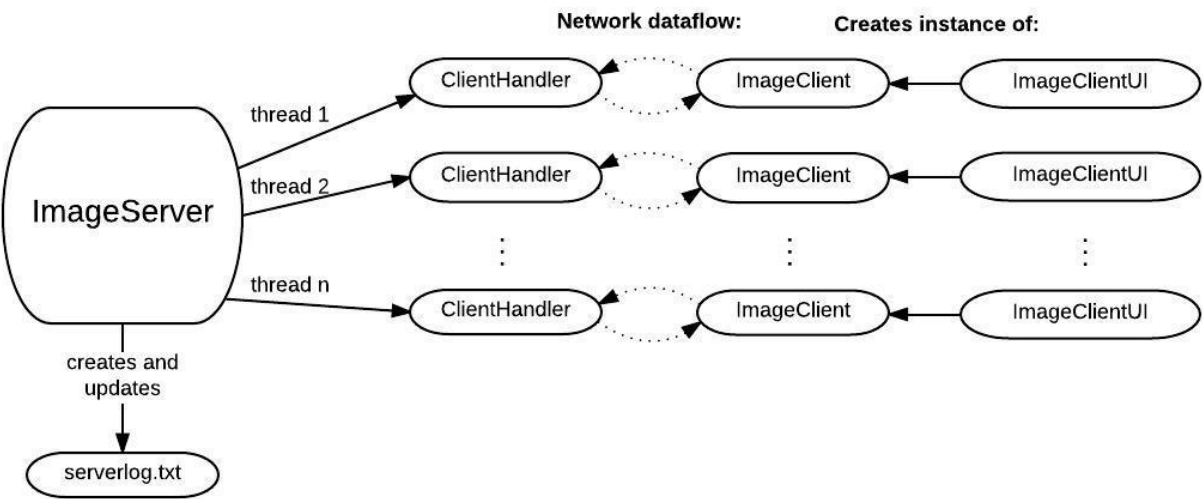 Network dataflow:
Creates instance of:
ClientHandler
ImageClient
ImageClientUI
thread 1
ClientHandler
ImageClient
ImageClientUI
thread 2
ImageServer
thread n
ClientHandler
ImageClient
ImageClientUI
creates and
updates
serverlog.txt